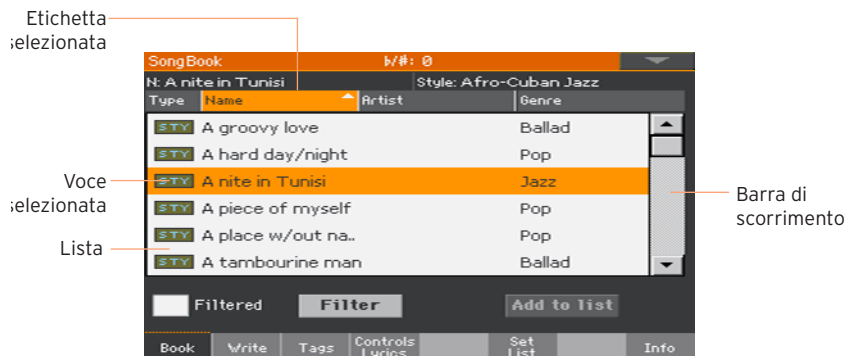 Etichetta
selezionata
SongBook ♭/#: 0
N: A nite in Tunisi Style: Afro-Cuban Jazz
Type Name Artist Genre
STY A groovy love Ballad
STY A hard day/night Pop
STY A nite in Tunisi Jazz
STY A piece of myself Pop
STY A place w/out na.. Pop
STY A tambourine man Ballad
Voce
selezionata
Lista
Barra di
scorrimento
Filtered Filter Add to list
Book Write Tags Controls Lyrics Set List Info